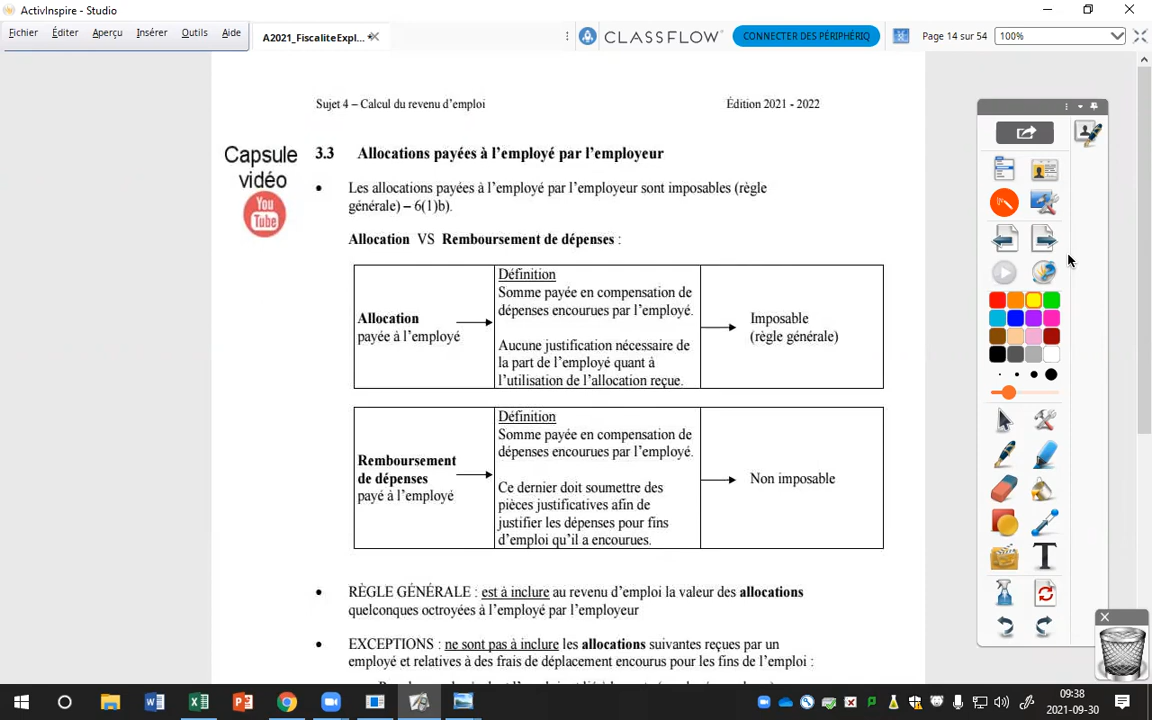 ActivInspire - Studio
Fichier Éditer Aperçu Insérer Outils Aide
A2021_FiscaliteExpl...
CLASSFLOW
CONNECTER DES PÉRIPHÉRIQ
Page 14 sur 54
100%
Sujet 4 – Calcul du revenu d'emploi
Édition 2021 - 2022
Capsule
vidéo
You
Tube
3.3 Allocations payées à l'employé par l'employeur
• Les allocations payées à l'employé par l'employeur sont imposables (règle
générale) – 6(1)b).
Allocation VS Remboursement de dépenses :
Allocation
payée à l'employé
Définition
Somme payée en compensation de
dépenses encourues par l'employé.
Aucune justification nécessaire de
la part de l'employé quant à
l'utilisation de l'allocation reçue.
Imposable
(règle générale)
Remboursement
de dépenses
payé à l'employé
Définition
Somme payée en compensation de
dépenses encourues par l'employé.
Ce dernier doit soumettre des
pièces justificatives afin de
justifier les dépenses pour fins
d'emploi qu'il a encourues.
Non imposable
• RÈGLE GÉNÉRALE : est à inclure au revenu d'emploi la valeur des allocations
quelconques octroyées à l'employé par l'employeur
• EXCEPTIONS : ne sont pas à inclure les allocations suivantes reçues par un
employé et relatives à des frais de déplacement encourus pour les fins de l'emploi :
09:38
2021-09-30